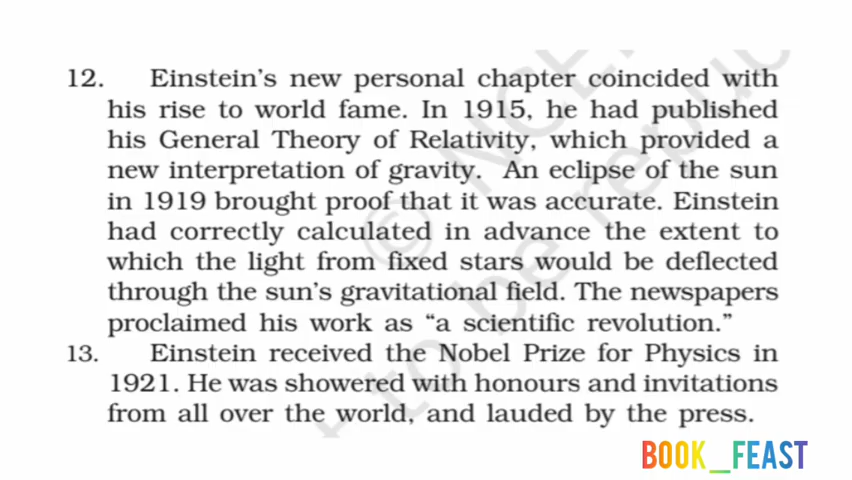 12. Einstein's new personal chapter coincided with
his rise to world fame. In 1915, he had published
his General Theory of Relativity, which provided a
new interpretation of gravity. An eclipse of the sun
in 1919 brought proof that it was accurate. Einstein
had correctly calculated in advance the extent to
which the light from fixed stars would be deflected
through the sun's gravitational field. The newspapers
proclaimed his work as “a scientific revolution.”
13. Einstein received the Nobel Prize for Physics in
1921. He was showered with honours and invitations
from all over the world, and lauded by the press.
BOOK_FEAST